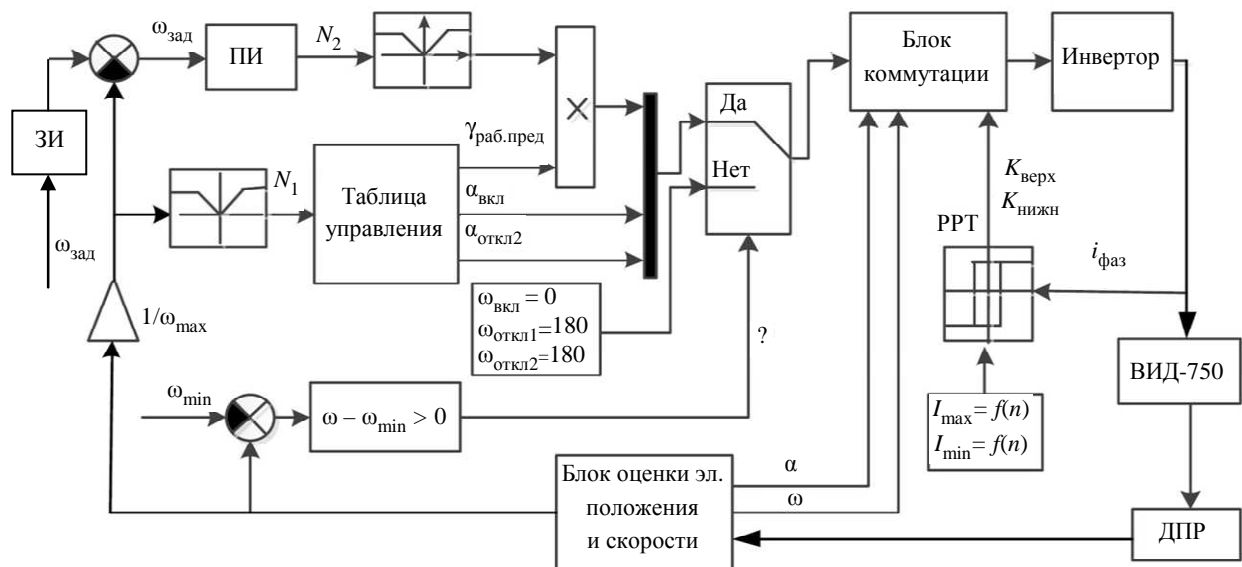 ω_зад
ПИ
N_2
ЗИ
ω_зад
N_1
Таблица
управления
γ_раб.пред
α_вкл
α_откл2
×
Да
Нет
Блок
коммутации
Инвертор
K_верх
K_нижн
РРТ
i_фаз
1/ω_max
ω_вкл = 0
ω_откл1=180
ω_откл2=180
?
ω_min
ω – ω_min > 0
I_max= f(n)
I_min= f(n)
ВИД-750
Блок оценки эл.
положения
и скорости
α
ω
ДПР